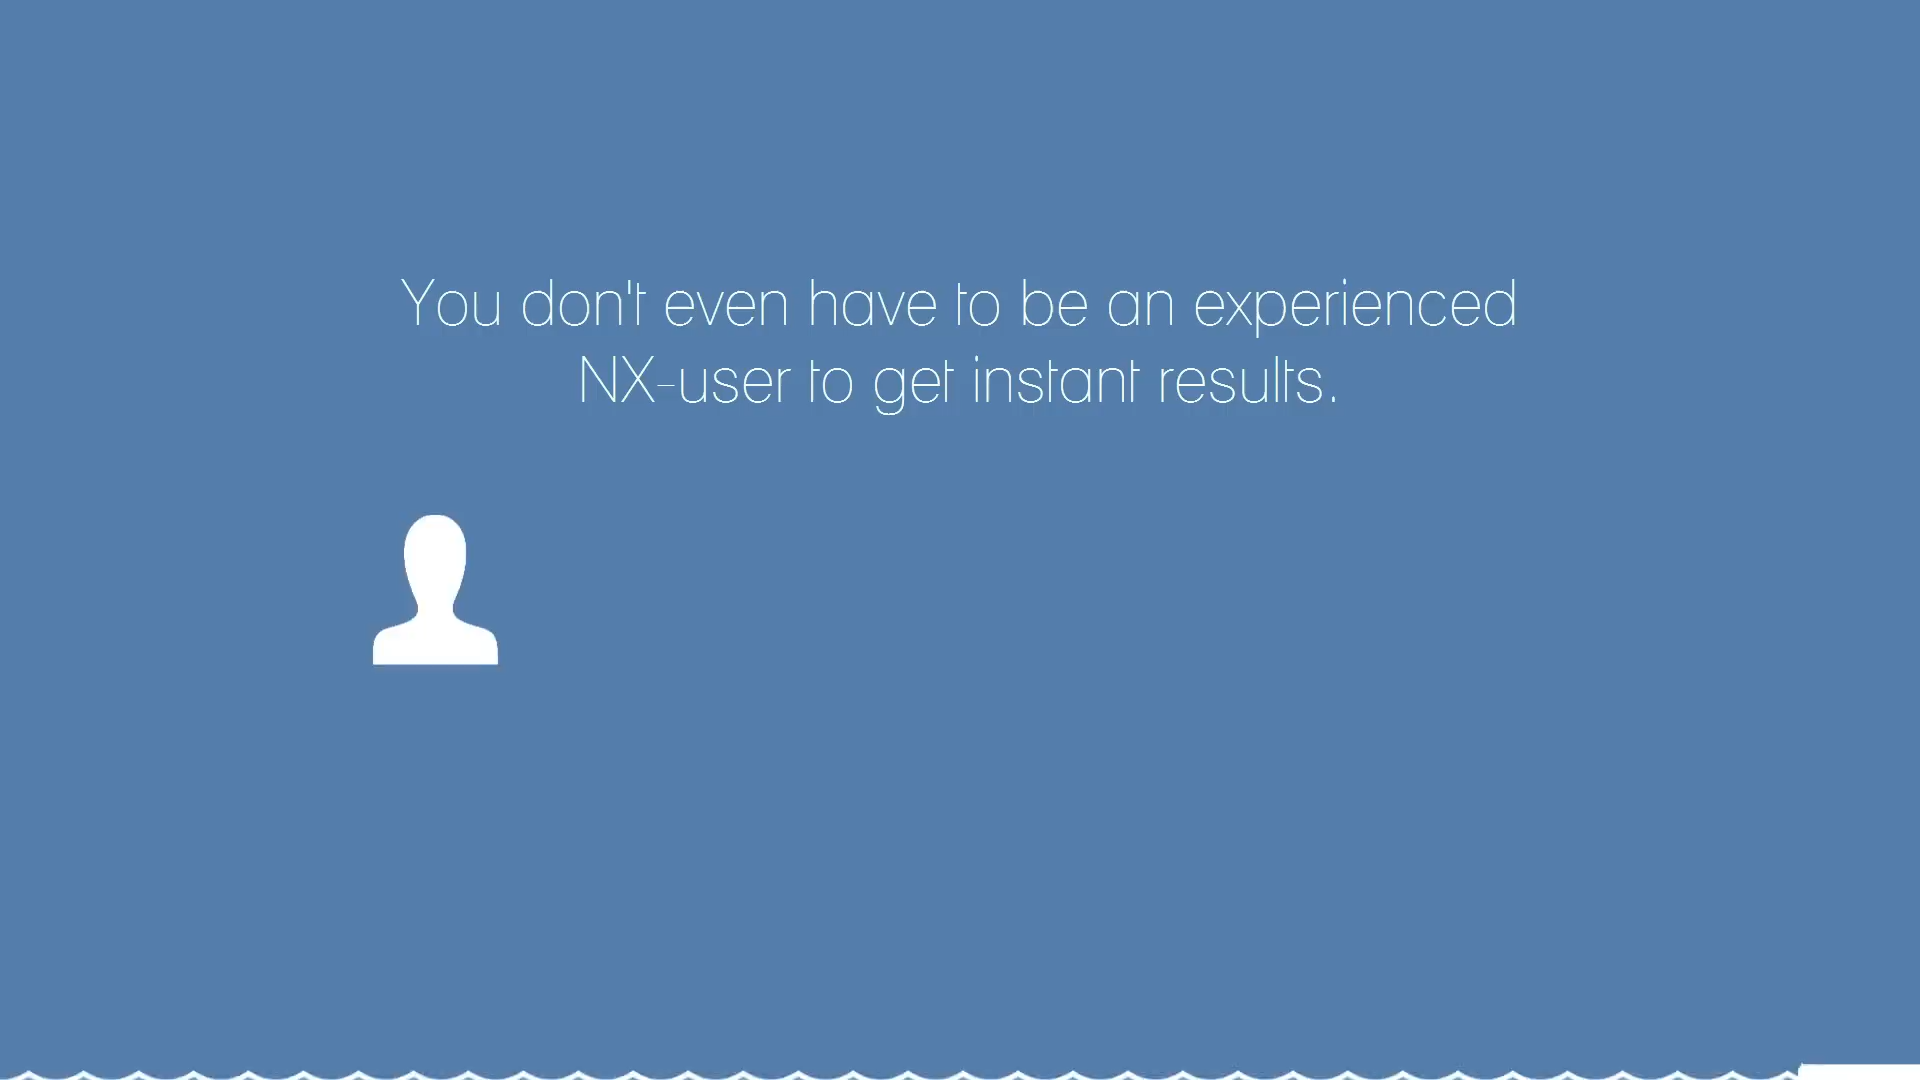 You don't even have to be an experienced
NX-user to get instant results.